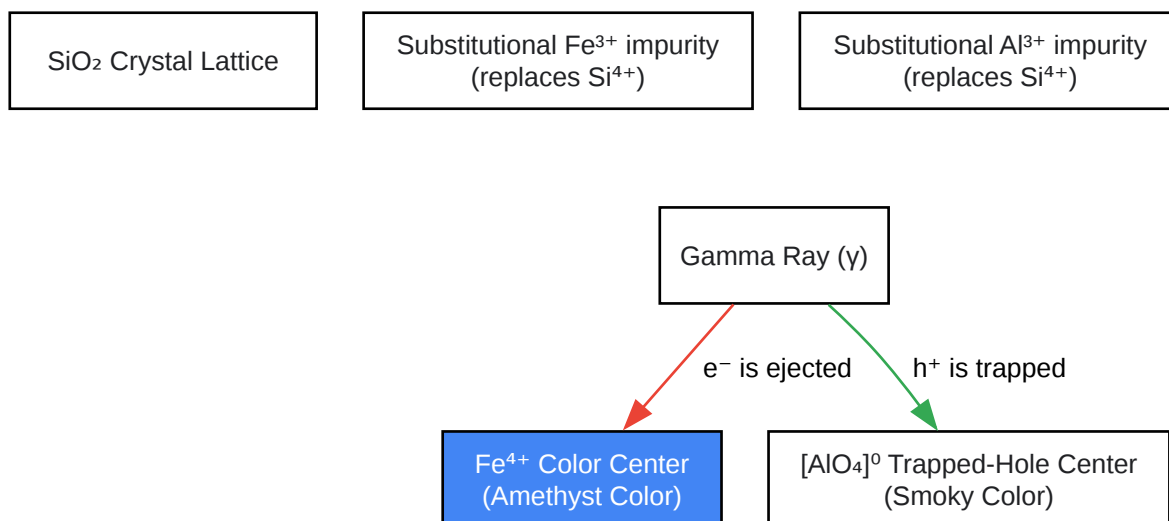 SiO₂ Crystal Lattice
Substitutional Fe³⁺ impurity
(replaces Si⁴⁺)
Substitutional Al³⁺ impurity
(replaces Si⁴⁺)
Gamma Ray (γ)
e⁻ is ejected
h⁺ is trapped
Fe⁴⁺ Color Center
(Amethyst Color)
[AlO₄]⁰ Trapped-Hole Center
(Smoky Color)